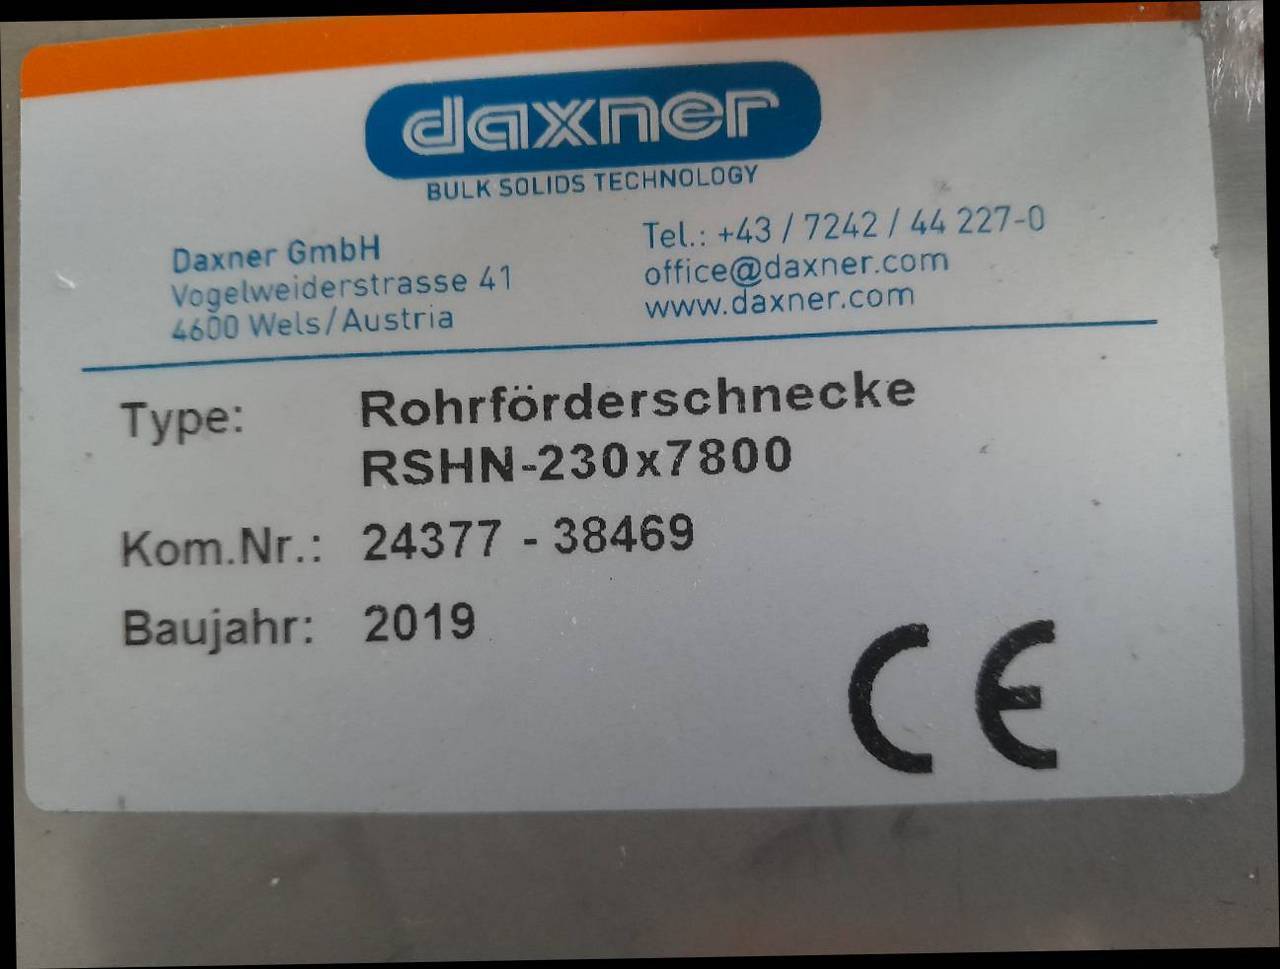 daxner
BULK SOLIDS TECHNOLOGY
Daxner GmbH
Vogelweiderstrasse 41
4600 Wels/Austria
Tel.: +43 / 7242 / 44 227-0
office@daxner.com
www.daxner.com
Type: Rohrförderschnecke
RSHN-230x7800
Kom.Nr.: 24377 - 38469
Baujahr: 2019
CE